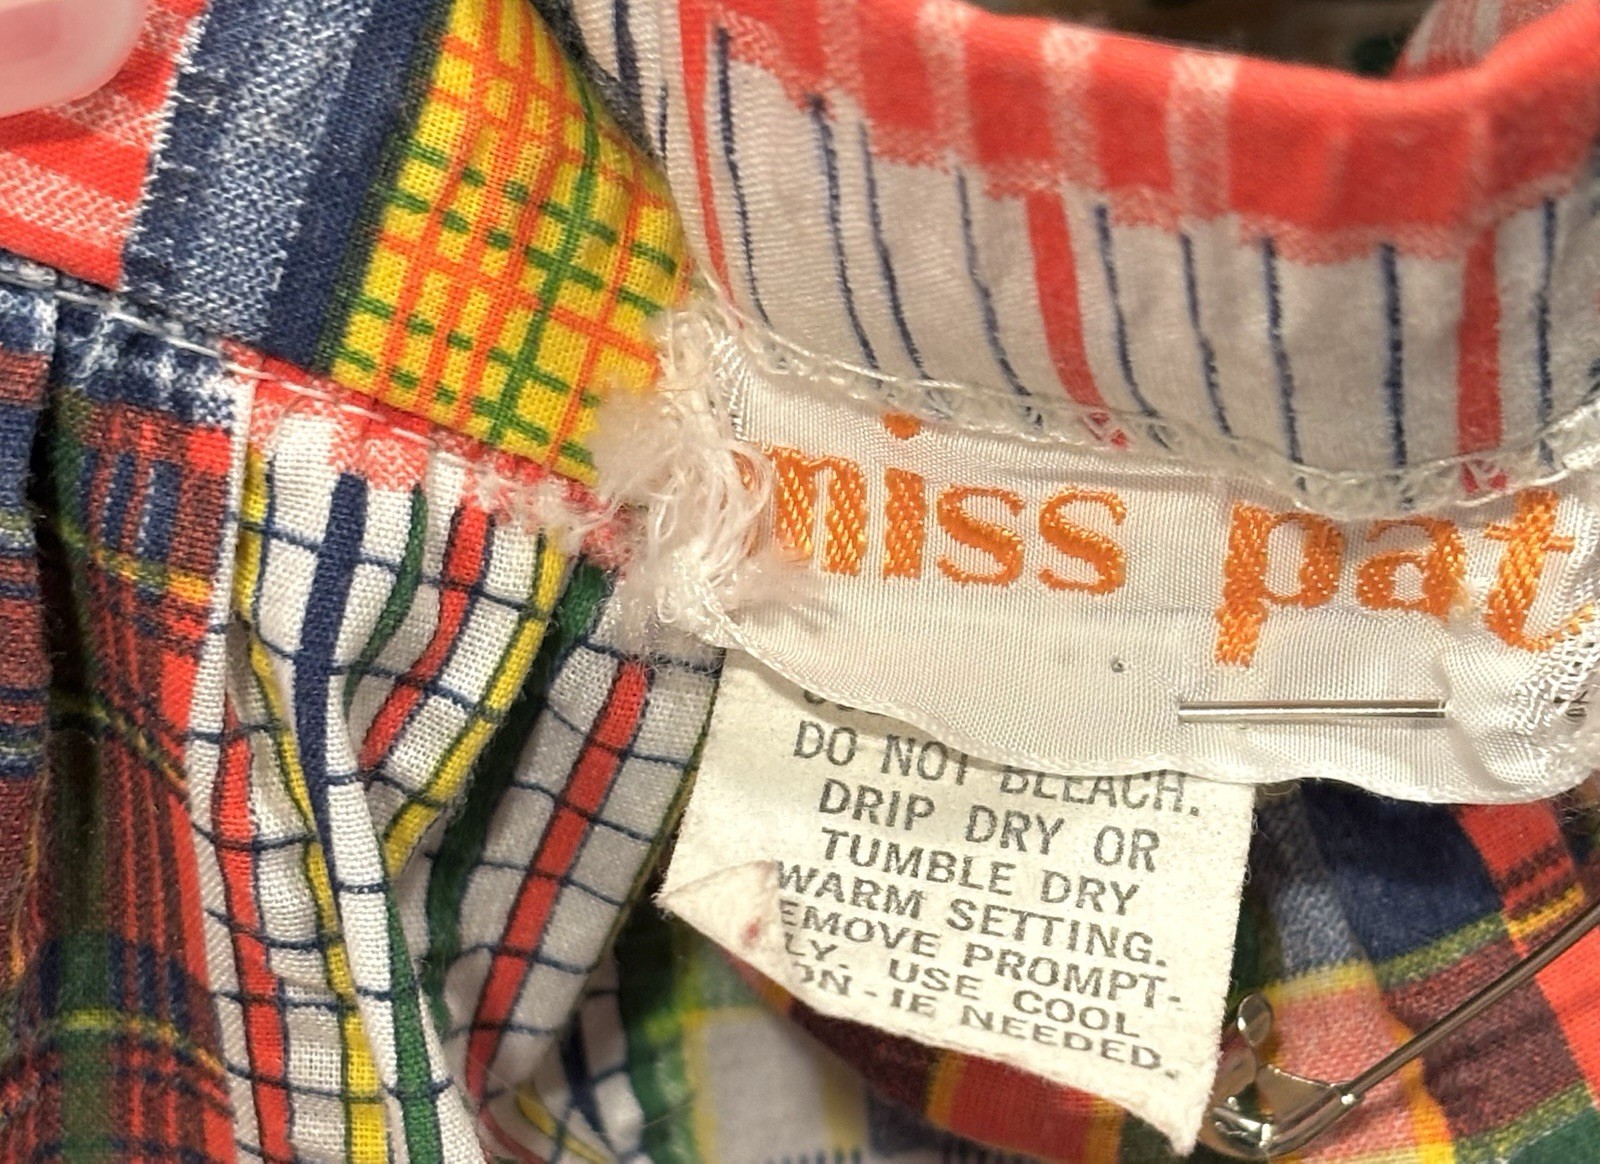 miss pat
DO NOT BLEACH.
DRIP DRY OR
TUMBLE DRY
WARM SETTING.
EMOVE PROMPT-
LY. USE COOL
ON-IE NEEDED.